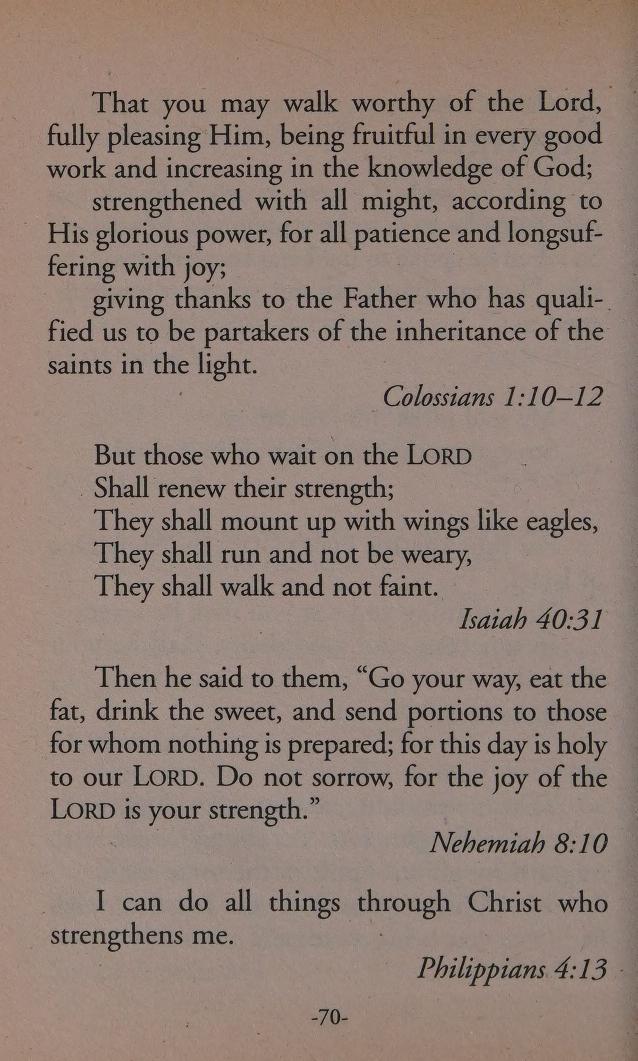 That you may walk worthy of the Lord,
fully pleasing Him, being fruitful in every good
work and increasing in the knowledge of God;
strengthened with all might, according to
His glorious power, for all patience and longsuf-
fering with joy;
giving thanks to the Father who has quali-
fied us to be partakers of the inheritance of the
saints in the light.
Colossians 1:10–12
But those who wait on the LORD
Shall renew their strength;
They shall mount up with wings like eagles,
They shall run and not be weary,
They shall walk and not faint.
Isaiah 40:31
Then he said to them, “Go your way, eat the
fat, drink the sweet, and send portions to those
for whom nothing is prepared; for this day is holy
to our LORD. Do not sorrow, for the joy of the
LORD is your strength.”
Nehemiah 8:10
I can do all things through Christ who
strengthens me.
Philippians 4:13
-70-